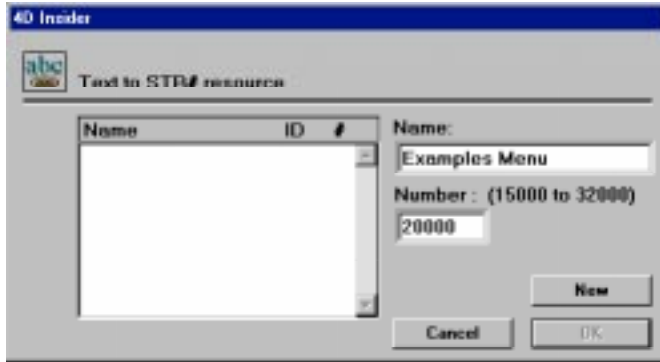 4D Insider
abc
Text to STR# resource
Name ID #
Name:
Examples Menu
Number : (15000 to 32000)
20000
New
Cancel OK